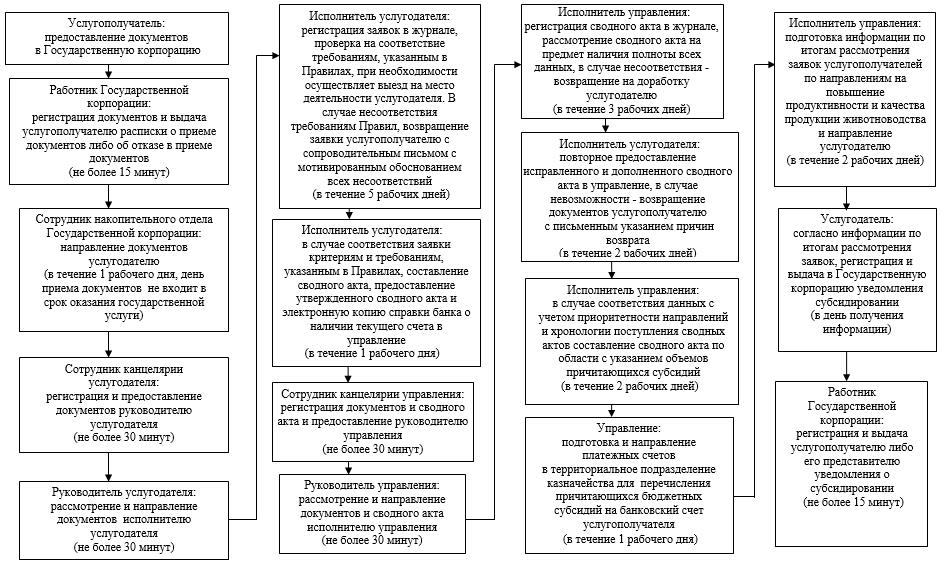 Услугополучатель:
предоставление документов
в Государственную корпорацию
Работник Государственной
корпорации:
регистрация документов и выдача
услугополучателю расписки о приеме
документов либо об отказе в приеме
документов
(не более 15 минут)
Сотрудник накопительного отдела
Государственной корпорации:
направление документов
услугодателю
(в течение 1 рабочего дня, день
приема документов не входит в
срок оказания государственной
услуги)
Сотрудник канцелярии
услугодателя:
регистрация и предоставление
документов руководителю
услугодателя
(не более 30 минут)
Руководитель услугодателя:
рассмотрение и направление
документов исполнителю
услугодателя
(не более 30 минут)
Исполнитель услугодателя:
регистрация заявок в журнале,
проверка на соответствие
требованиям, указанным в
Правилах, при необходимости
осуществляет выезд на место
деятельности услугодателя. В
случае несоответствия
требованиям Правил, возвращение
заявки услугополучателю с
сопроводительным письмом с
мотивированным обоснованием
всех несоответствий
(в течение 5 рабочих дней)
Исполнитель услугодателя:
в случае соответствия заявки
критериям и требованиям,
указанным в Правилах, составление
сводного акта, предоставление
утвержденного сводного акта и
электронную копию справки банка о
наличии текущего счета в
управление
(в течение 1 рабочего дня)
Сотрудник канцелярии управления:
регистрация документов и сводного
акта и предоставление руководителю
управления
(не более 30 минут)
Руководитель управления:
рассмотрение и направление
документов и сводного акта
исполнителю управления
(не более 30 минут)
Исполнитель управления:
регистрация сводного акта в журнале,
рассмотрение сводного акта на
предмет наличия полноты всех
данных, в случае несоответствия -
возвращение на доработку
услугодателю
(в течение 3 рабочих дней)
Исполнитель услугодателя:
повторное предоставление
исправленного и дополненного сводного
акта в управление, в случае
невозможности - возвращение
документов услугополучателю
с письменным указанием причин
возврата
(в течение 2 рабочих дней)
Исполнитель управления:
в случае соответствия данных с
учетом приоритетности направлений
и хронологии поступления сводных
актов составление сводного акта по
области с указанием объемов
причитающихся субсидий
(в течение 2 рабочих дней)
Управление:
подготовка и направление
платежных счетов
в территориальное подразделение
казначейства для перечисления
причитающихся бюджетных
субсидий на банковский счет
услугополучателя
(в течение 1 рабочего дня)
Исполнитель управления:
подготовка информации по
итогам рассмотрения
заявок услугополучателей
по направлениям на
повышение
продуктивности и качества
продукции животноводства
и направление
услугодателю
(в течение 2 рабочих дней)
Услугодатель:
согласно информации по
итогам рассмотрения
заявок, регистрация и
выдача в Государственную
корпорацию уведомления
субсидировании
(в день получения
информации)
Работник
Государственной
корпорации:
регистрация и выдача
услугополучателю либо
его представителю
уведомления о
субсидировании
(не более 15 минут)